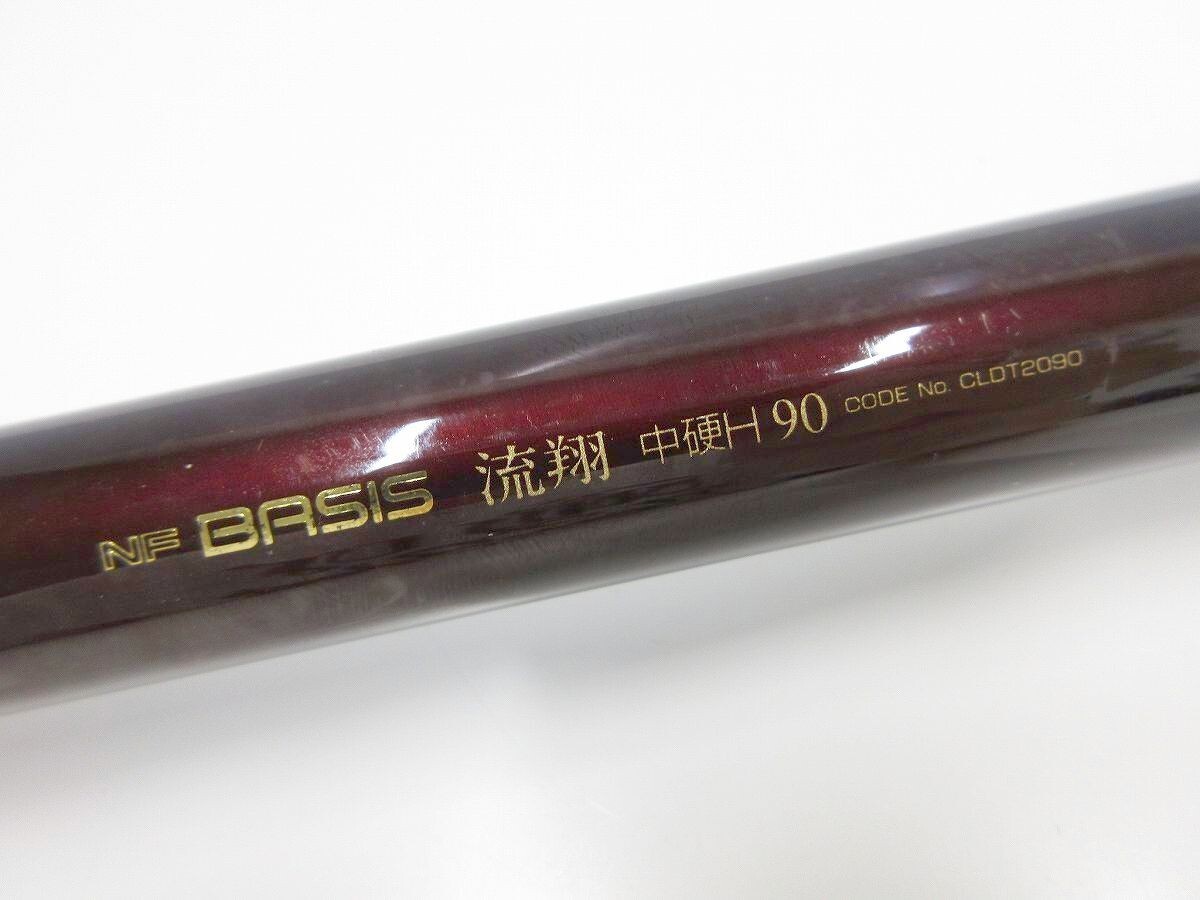 NF BASIS 流翔 中硬H 90 CODE No. CLDT2090